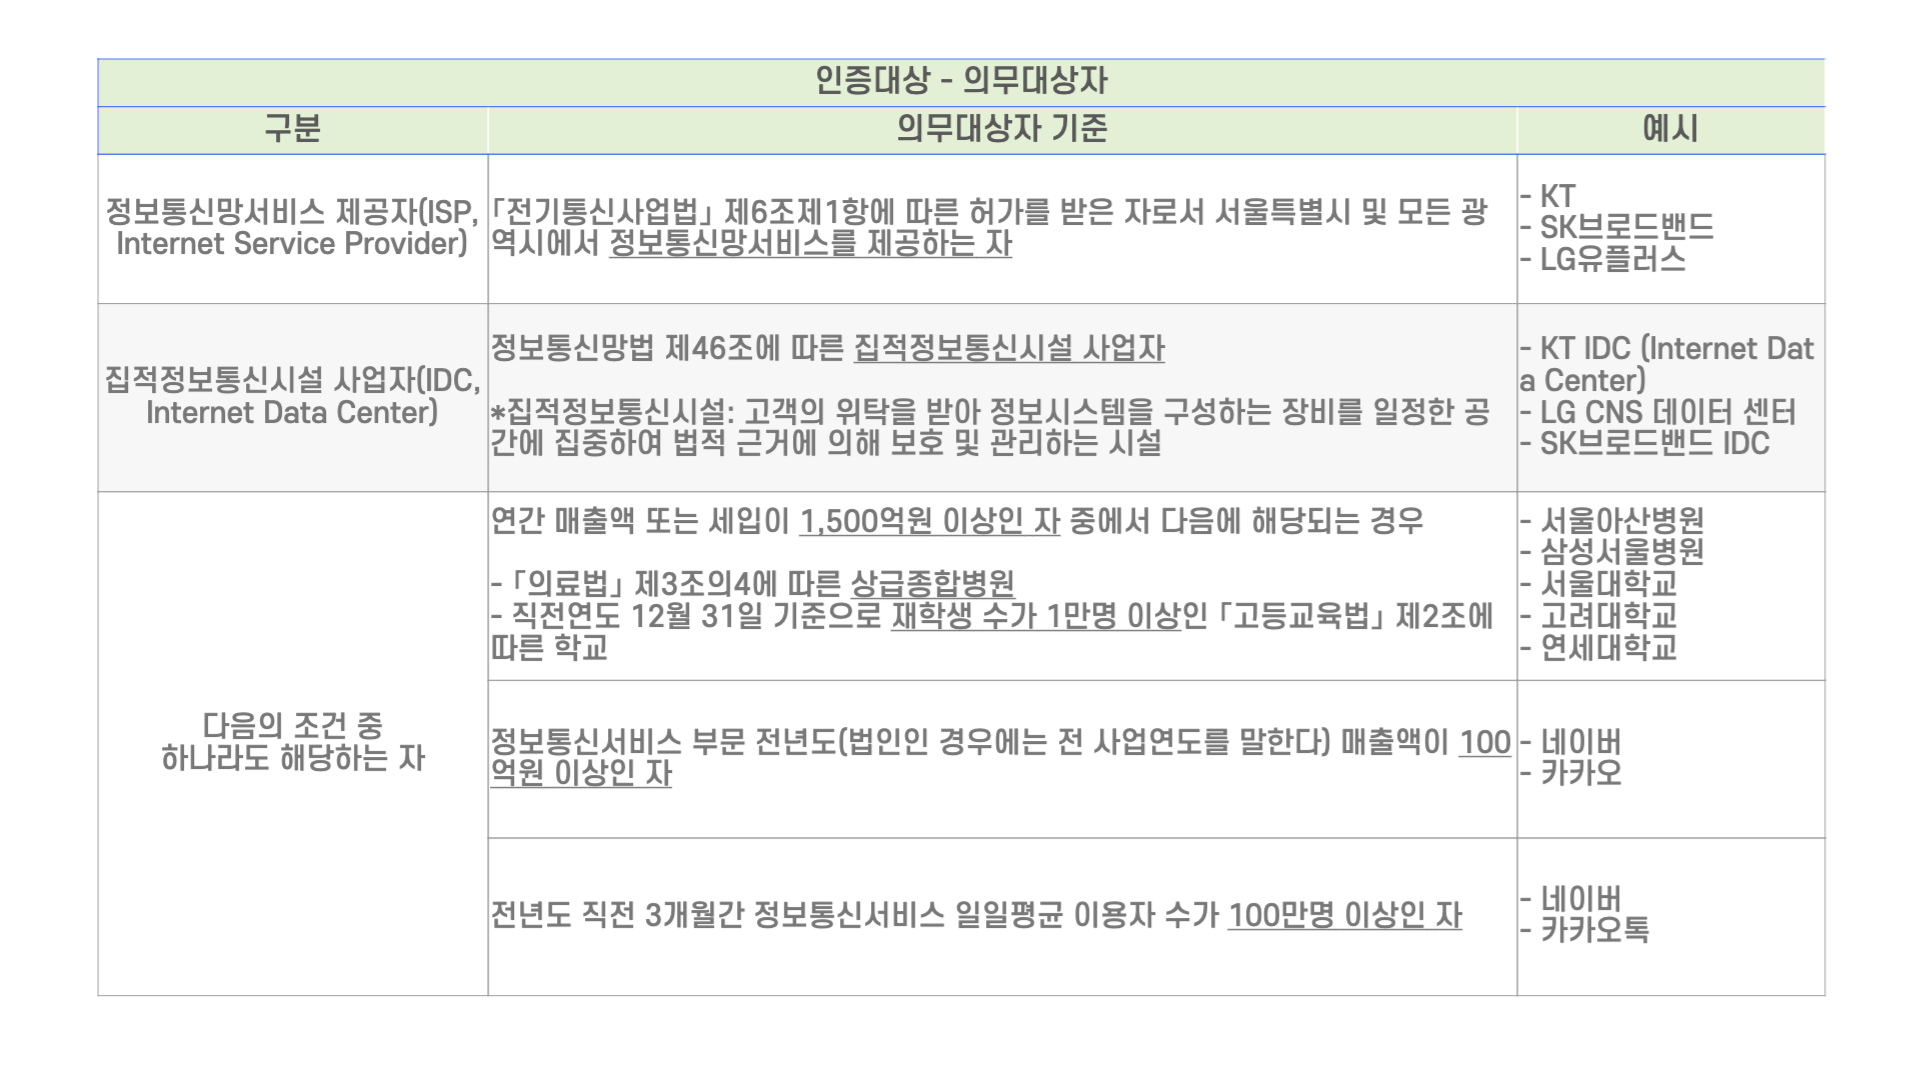 인증대상 - 의무대상자
구분
의무대상자 기준
예시
정보통신망서비스 제공자(ISP,
Internet Service Provider)
「전기통신사업법」 제6조제1항에 따른 허가를 받은 자로서 서울특별시 및 모든 광
역시에서 정보통신망서비스를 제공하는 자
- KT
- SK브로드밴드
- LG유플러스
집적정보통신시설 사업자(IDC,
Internet Data Center)
정보통신망법 제46조에 따른 집적정보통신시설 사업자
*집적정보통신시설: 고객의 위탁을 받아 정보시스템을 구성하는 장비를 일정한 공
간에 집중하여 법적 근거에 의해 보호 및 관리하는 시설
- KT IDC (Internet Dat
a Center)
- LG CNS 데이터 센터
- SK브로드밴드 IDC
다음의 조건 중
하나라도 해당하는 자
연간 매출액 또는 세입이 1,500억원 이상인 자 중에서 다음에 해당되는 경우
- 「의료법」 제3조의4에 따른 상급종합병원
- 직전연도 12월 31일 기준으로 재학생 수가 1만명 이상인 「고등교육법」 제2조에
따른 학교
- 서울아산병원
- 삼성서울병원
- 서울대학교
- 고려대학교
- 연세대학교
정보통신서비스 부문 전년도(법인인 경우에는 전 사업연도를 말한다) 매출액이 100
억원 이상인 자
- 네이버
- 카카오
전년도 직전 3개월간 정보통신서비스 일일평균 이용자 수가 100만명 이상인 자
- 네이버
- 카카오톡